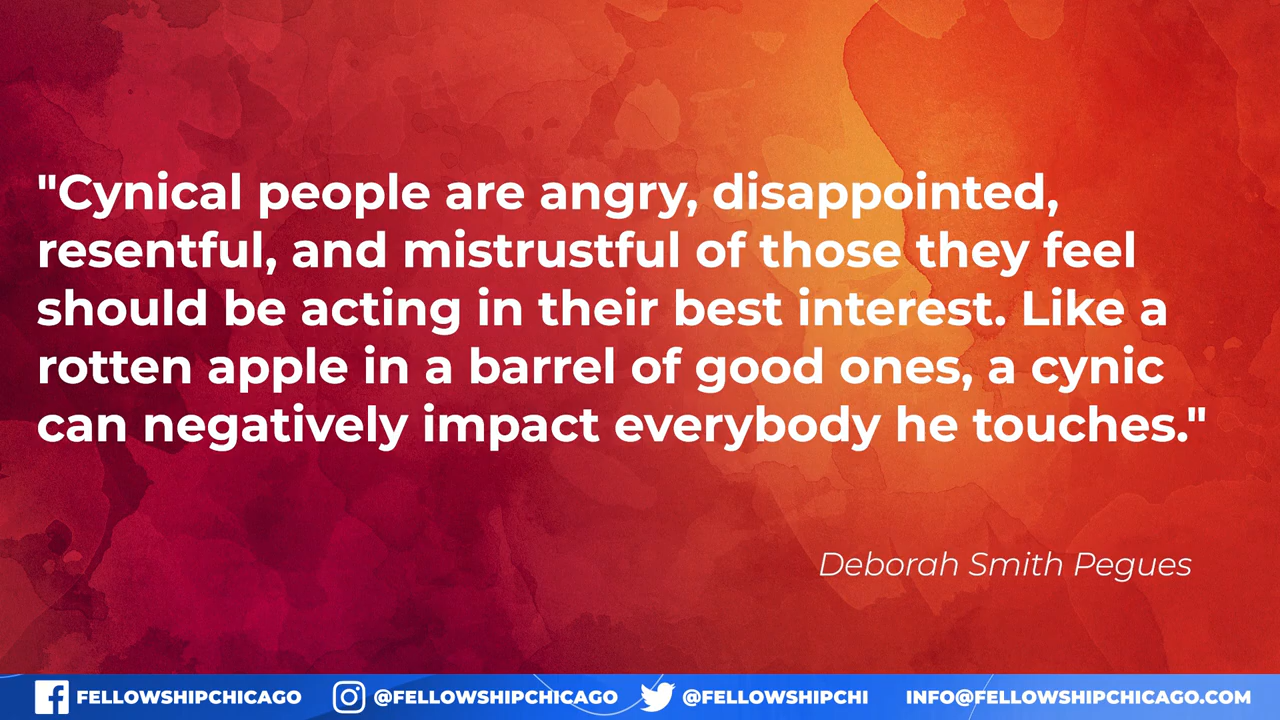 "Cynical people are angry, disappointed,
resentful, and mistrustful of those they feel
should be acting in their best interest. Like a
rotten apple in a barrel of good ones, a cynic
can negatively impact everybody he touches."
Deborah Smith Pegues
FELLOWSHIPCHICAGO @FELLOWSHIPCHICAGO @FELLOWSHIPCHI INFO@FELLOWSHIPCHICAGO.COM